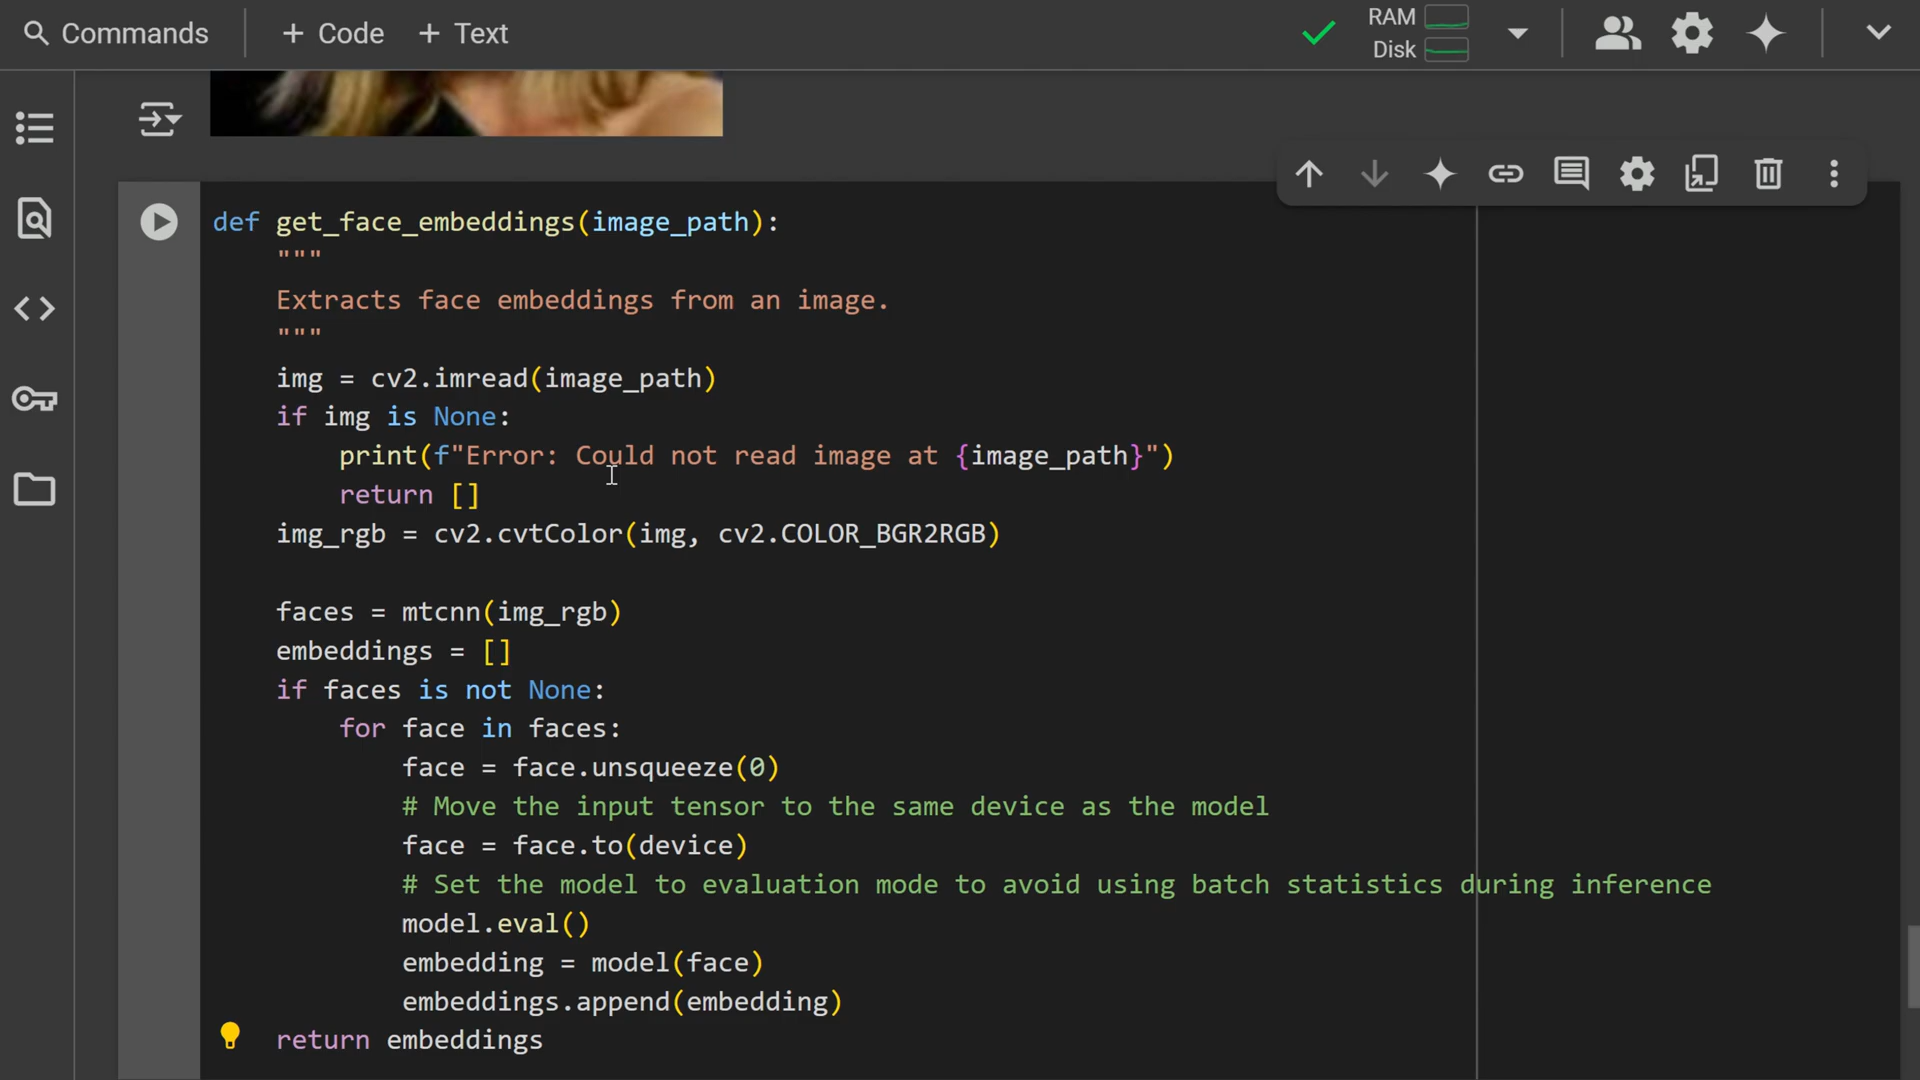 Commands + Code + Text RAM
Disk
def get_face_embeddings(image_path):
"""
Extracts face embeddings from an image.
"""
img = cv2.imread(image_path)
if img is None:
print(f"Error: Could not read image at {image_path}")
return []
img_rgb = cv2.cvtColor(img, cv2.COLOR_BGR2RGB)
faces = mtcnn(img_rgb)
embeddings = []
if faces is not None:
for face in faces:
face = face.unsqueeze(0)
# Move the input tensor to the same device as the model
face = face.to(device)
# Set the model to evaluation mode to avoid using batch statistics during inference
model.eval()
embedding = model(face)
embeddings.append(embedding)
return embeddings